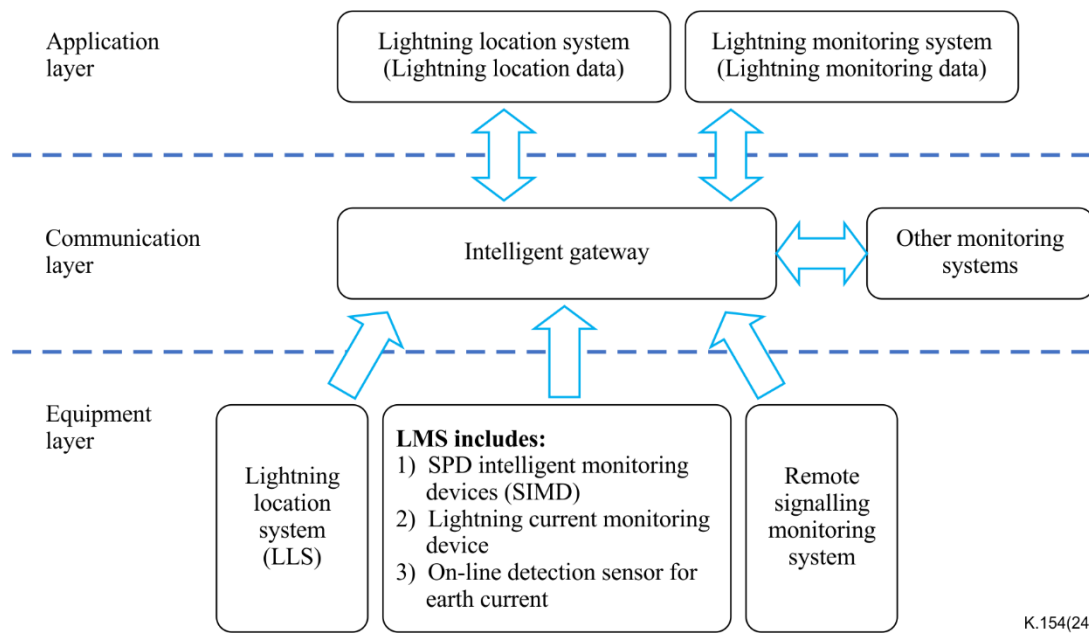 Application
layer
Lightning location system
(Lightning location data)
Lightning monitoring system
(Lightning monitoring data)
Communication
layer
Intelligent gateway
Other monitoring
systems
Equipment
layer
Lightning
location
system
(LLS)
LMS includes:
1) SPD intelligent monitoring
devices (SIMD)
2) Lightning current monitoring
device
3) On-line detection sensor for
earth current
Remote
signalling
monitoring
system
K.154(24